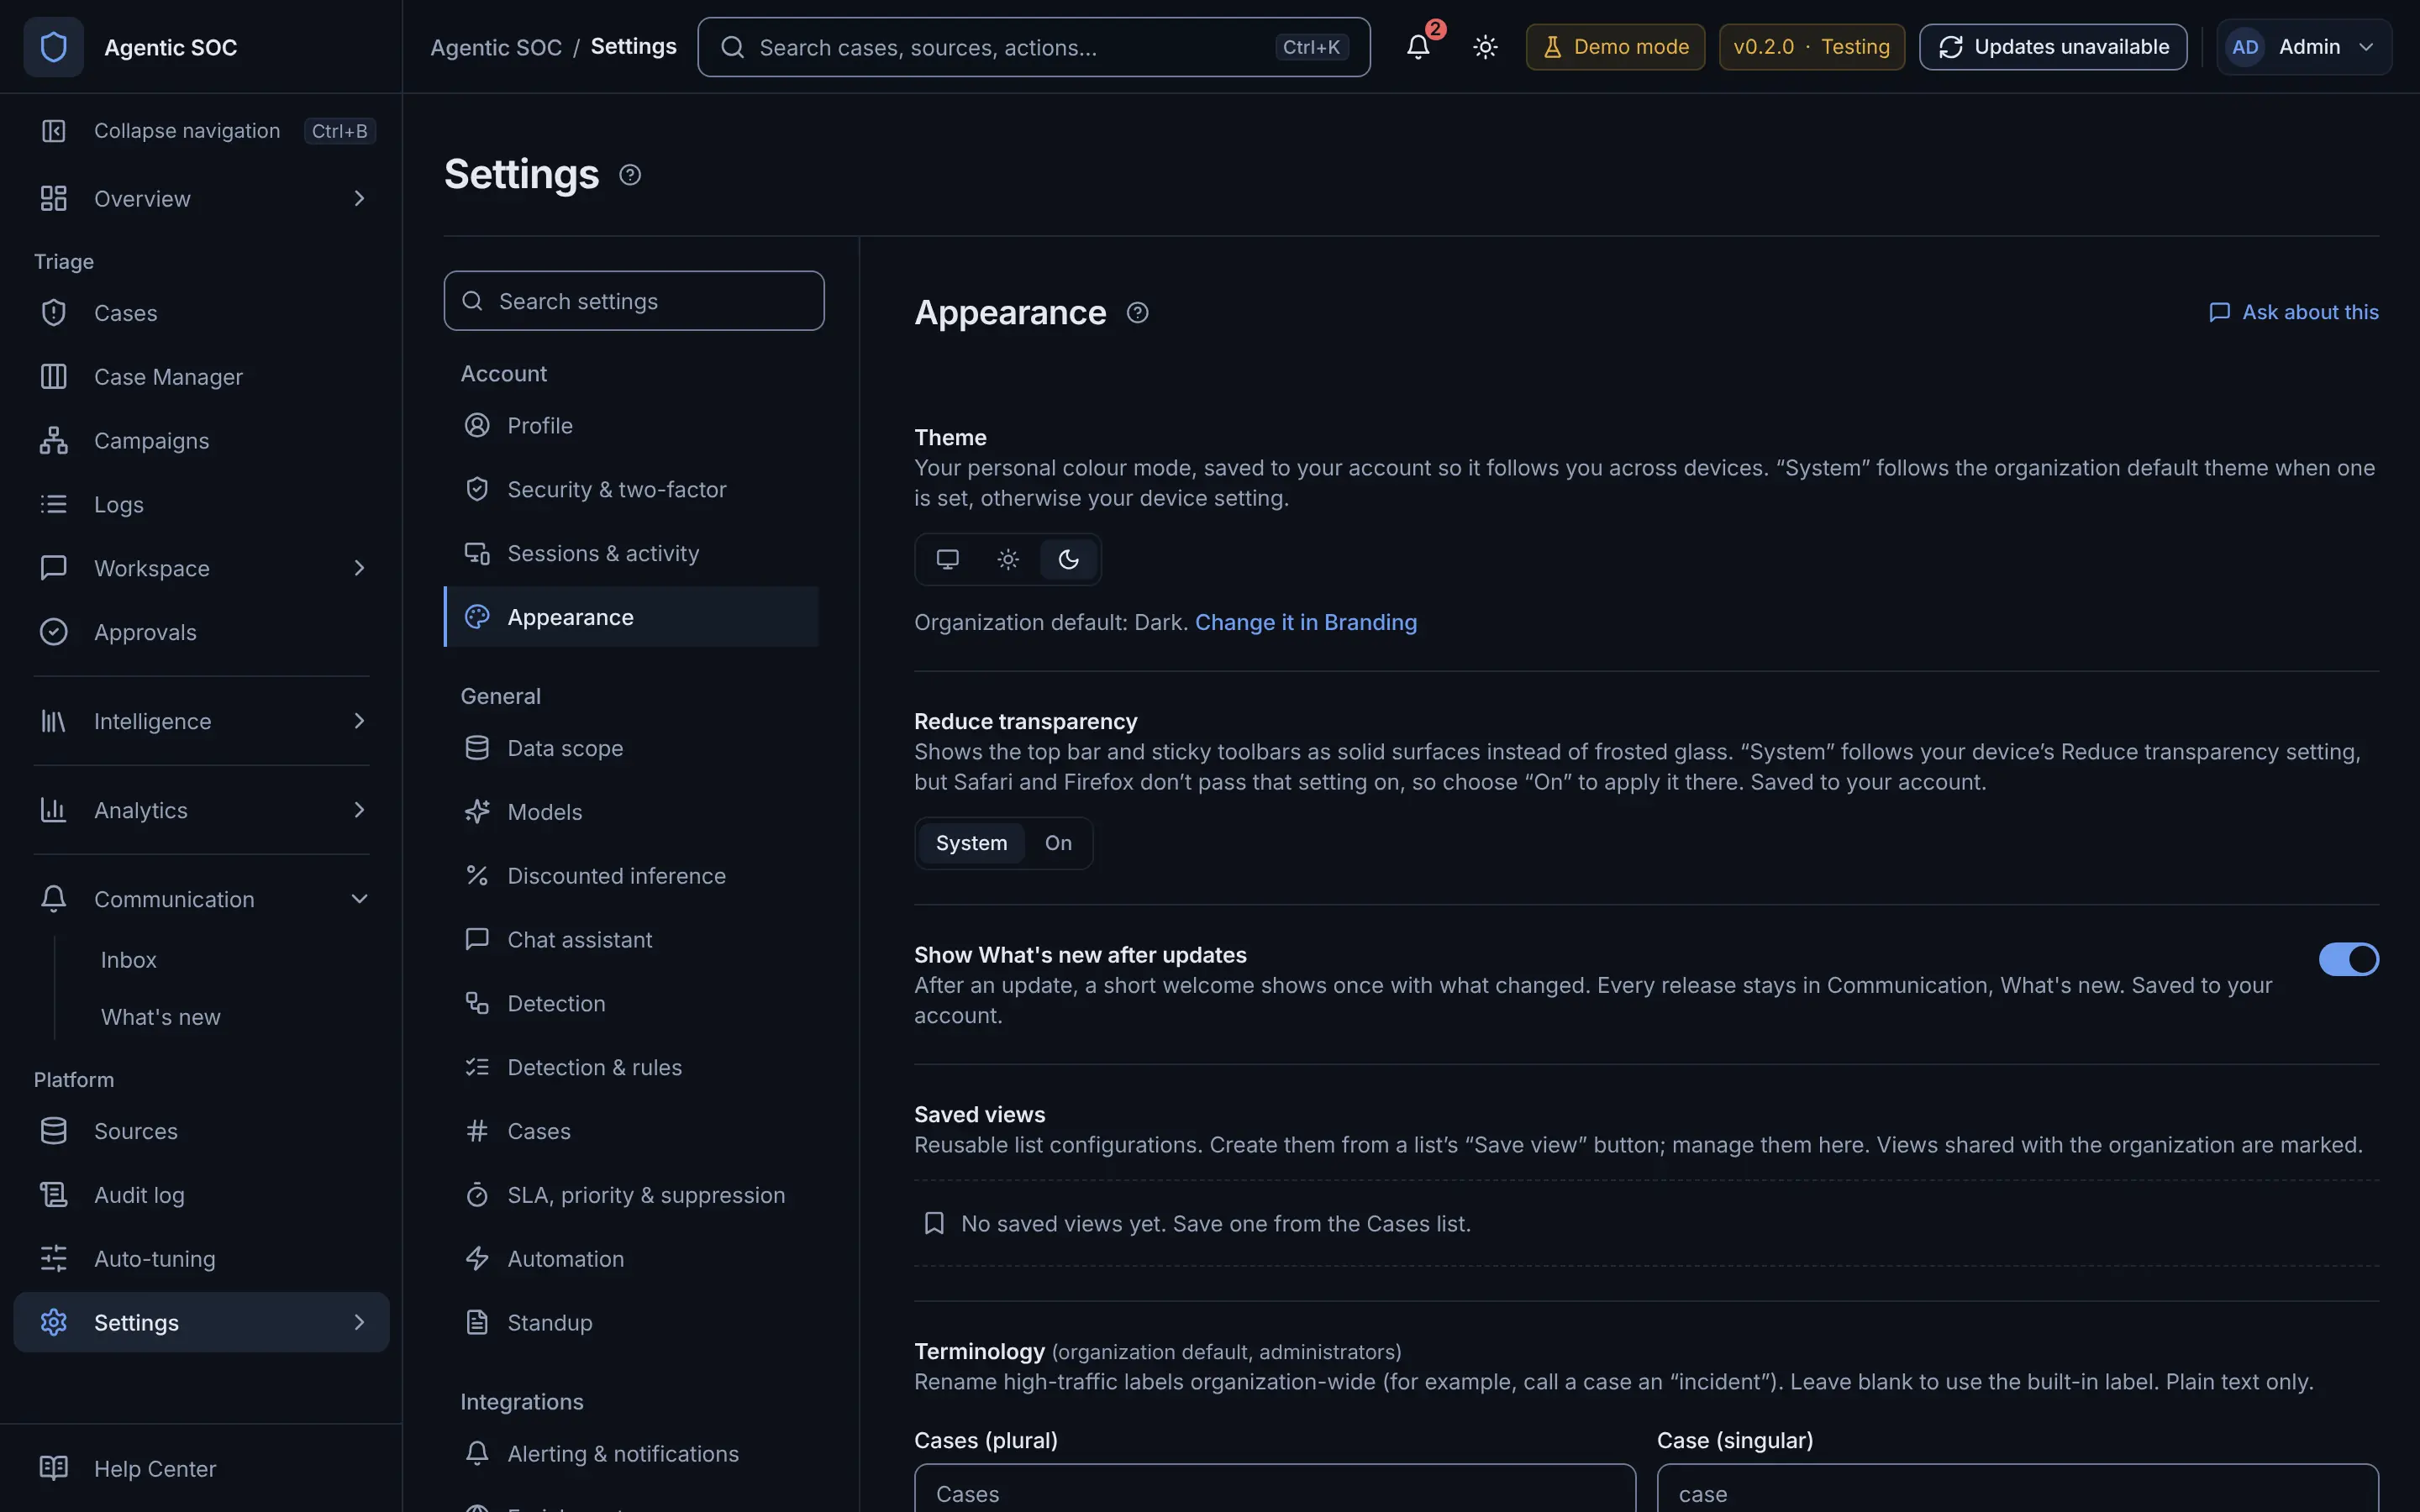 Agentic SOC
Agentic SOC / Settings
Search cases, sources, actions...
Ctrl+K
2
Demo mode
v0.2.0 · Testing
Updates unavailable
AD
Admin
Collapse navigation
Ctrl+B
Overview
Triage
Cases
Case Manager
Campaigns
Logs
Workspace
Approvals
Intelligence
Analytics
Communication
Inbox
What's new
Platform
Sources
Audit log
Auto-tuning
Settings
Help Center
Settings
Search settings
Account
Profile
Security & two-factor
Sessions & activity
Appearance
General
Data scope
Models
Discounted inference
Chat assistant
Detection
Detection & rules
Cases
SLA, priority & suppression
Automation
Standup
Integrations
Alerting & notifications
Appearance
Ask about this
Theme
Your personal colour mode, saved to your account so it follows you across devices. “System” follows the organization default theme when one
is set, otherwise your device setting.
Organization default: Dark. Change it in Branding
Reduce transparency
Shows the top bar and sticky toolbars as solid surfaces instead of frosted glass. “System” follows your device’s Reduce transparency setting,
but Safari and Firefox don’t pass that setting on, so choose “On” to apply it there. Saved to your account.
System
On
Show What's new after updates
After an update, a short welcome shows once with what changed. Every release stays in Communication, What's new. Saved to your
account.
Saved views
Reusable list configurations. Create them from a list’s “Save view” button; manage them here. Views shared with the organization are marked.
No saved views yet. Save one from the Cases list.
Terminology (organization default, administrators)
Rename high-traffic labels organization-wide (for example, call a case an “incident”). Leave blank to use the built-in label. Plain text only.
Cases (plural)
Case (singular)
Cases
case